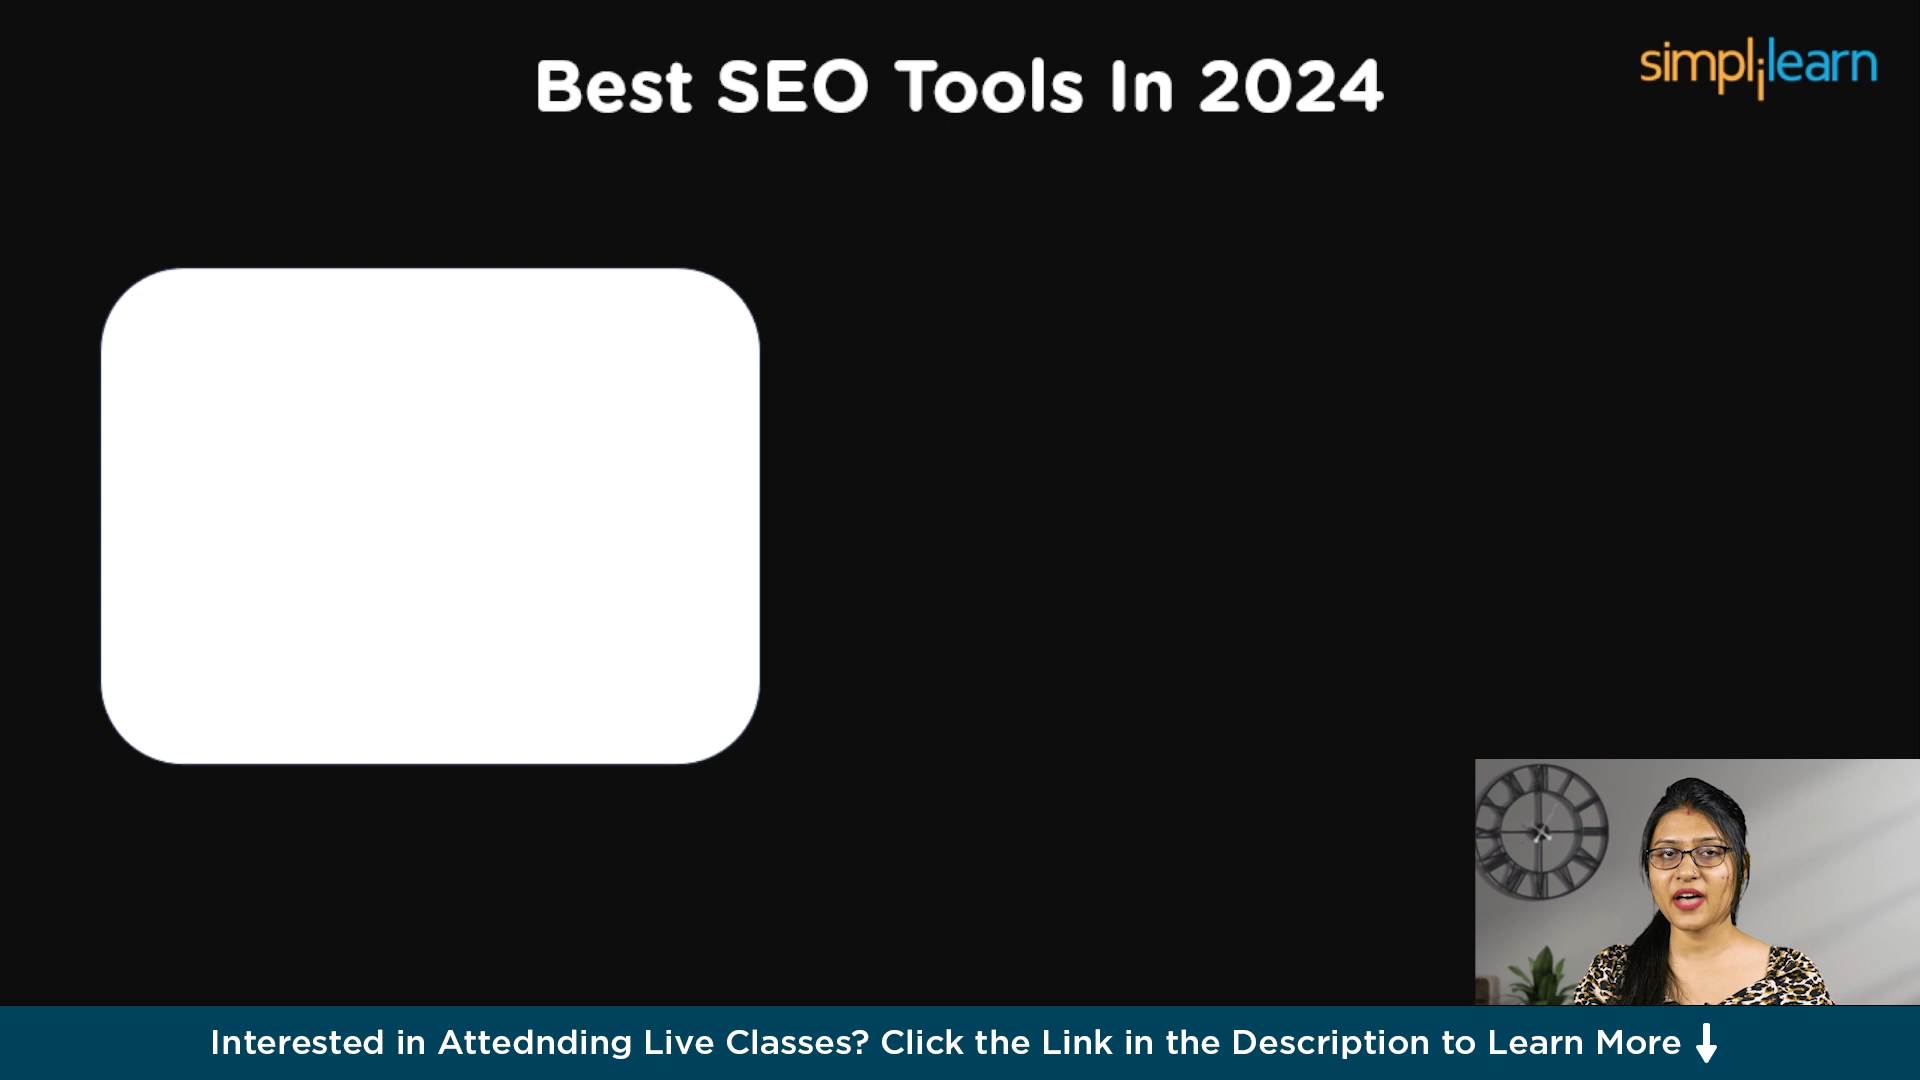 Best SEO Tools In 2024
simplilearn
Interested in Attednding Live Classes? Click the Link in the Description to Learn More